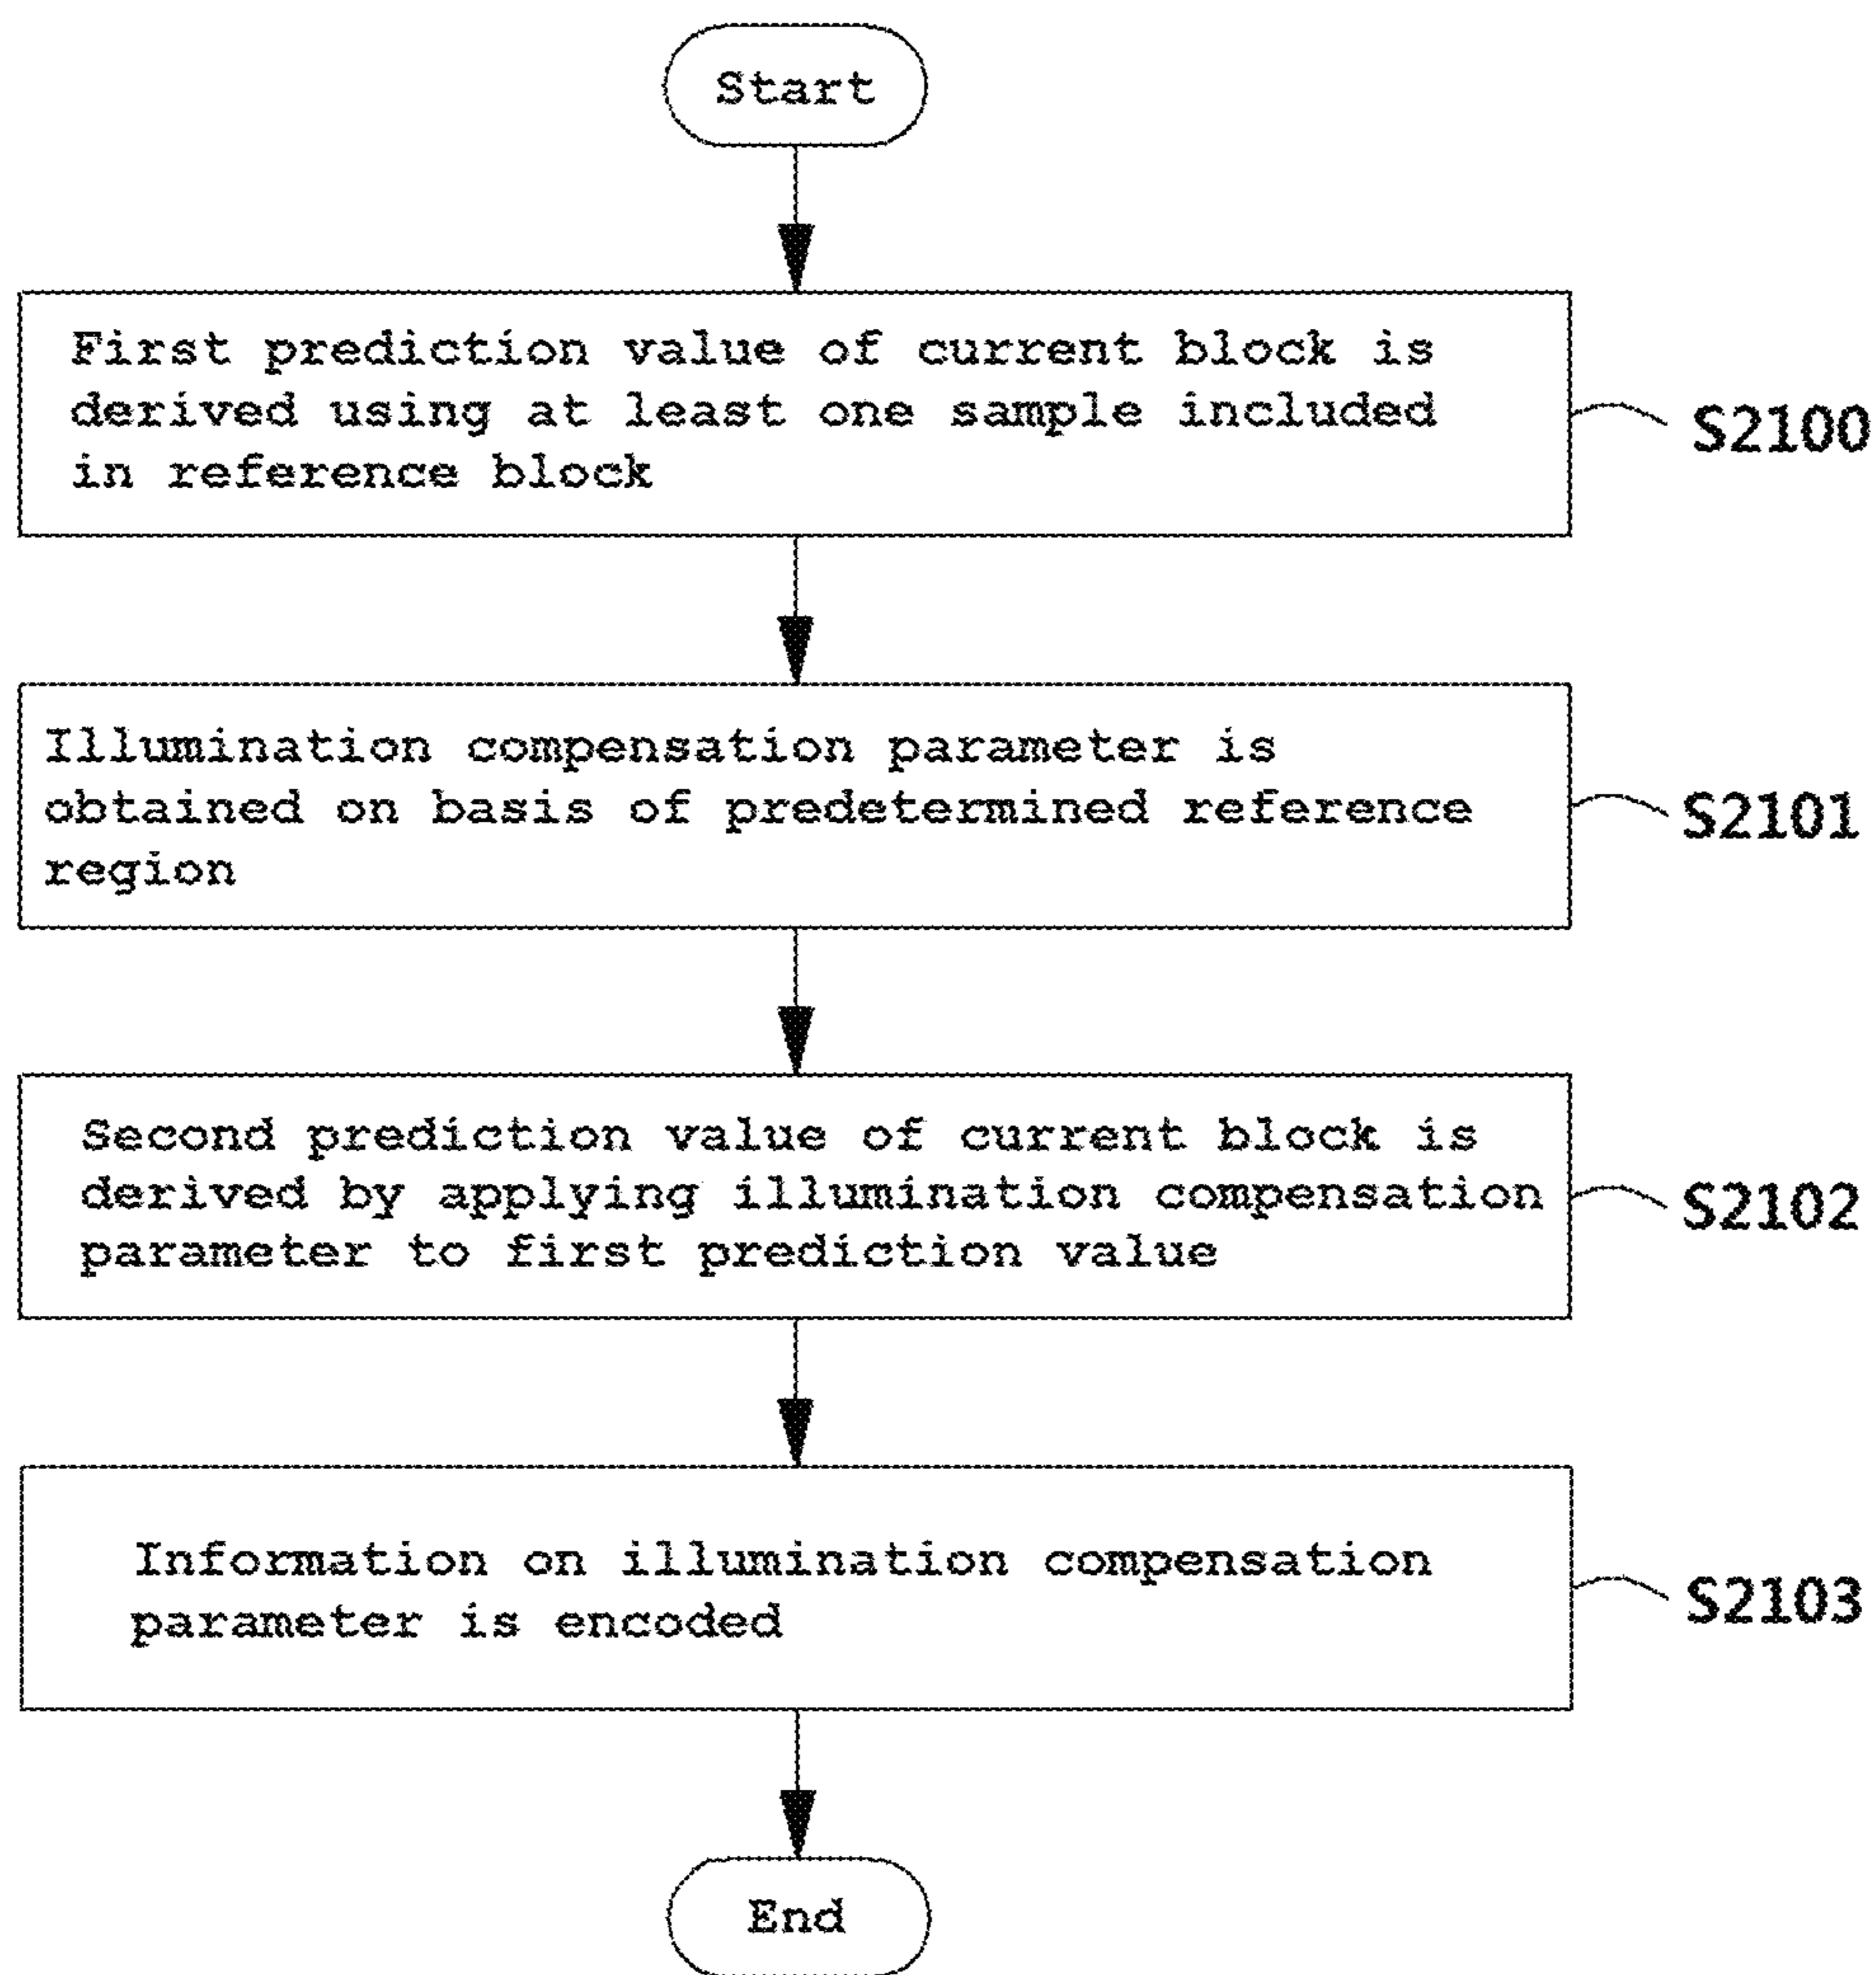 Start
First prediction value of current block is
derived using at least one sample included
in reference block
S2100
Illumination compensation parameter is
obtained on basis of predetermined reference
region
S2101
Second prediction value of current block is
derived by applying illumination compensation
parameter to first prediction value
S2102
Information on illumination compensation
parameter is encoded
S2103
End